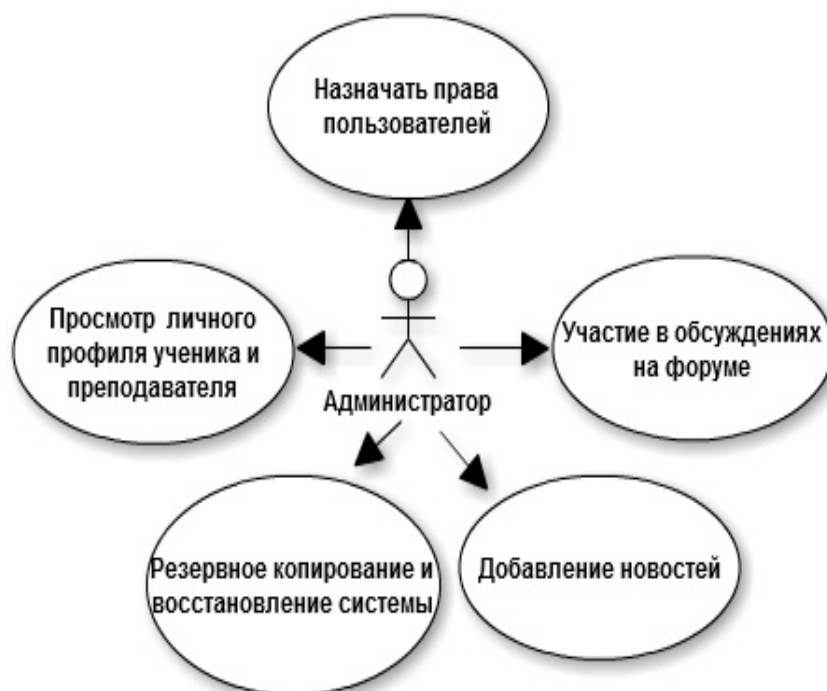 Назначать права
пользователей
Просмотр личного
профиля ученика и
преподавателя
Участие в обсуждениях
на форуме
Администратор
Резервное копирование и
восстановление системы
Добавление новостей